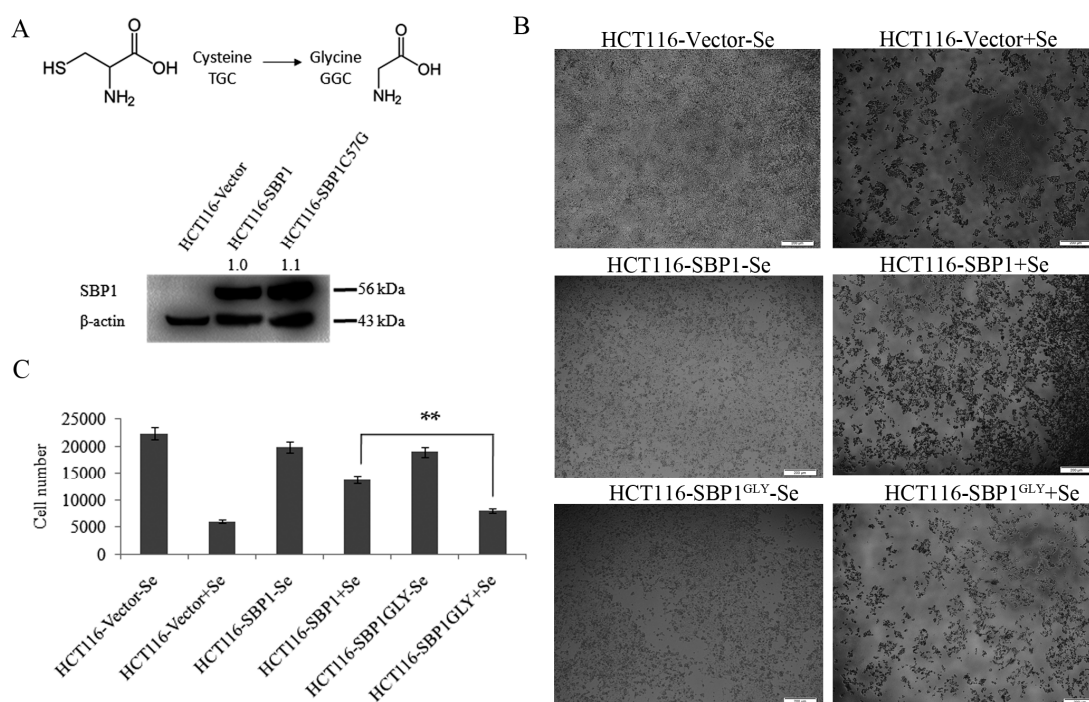 A
O
HS
OH
NH2
Cysteine
TGC
Glycine
GGC
O
OH
NH2
HCT116-Vector
HCT116-SBP1
HCT116-SBP1C57G
1.0 1.1
SBP1
56 kDa
β-actin
43 kDa
B
HCT116-Vector-Se
HCT116-Vector+Se
HCT116-SBP1-Se
HCT116-SBP1+Se
HCT116-SBP1GLY-Se
HCT116-SBP1GLY+Se
C
Cell number
25000
20000
15000
10000
5000
0
**
HCT116-Vector-Se
HCT116-Vector+Se
HCT116-SBP1-Se
HCT116-SBP1+Se
HCT116-SBP1GLY-Se
HCT116-SBP1GLY+Se